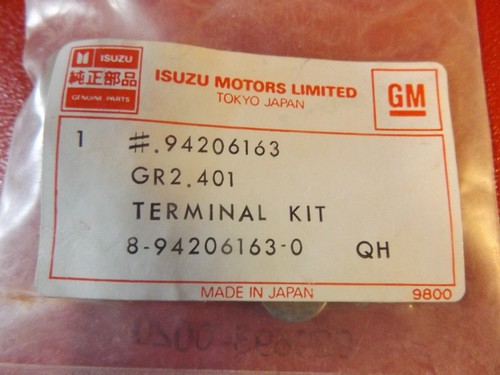 ISUZU
純正部品
GENUINE PARTS
ISUZU MOTORS LIMITED
TOKYO JAPAN
GM
1 #.94206163
GR2.401
TERMINAL KIT
8-94206163-0 QH
MADE IN JAPAN 9800